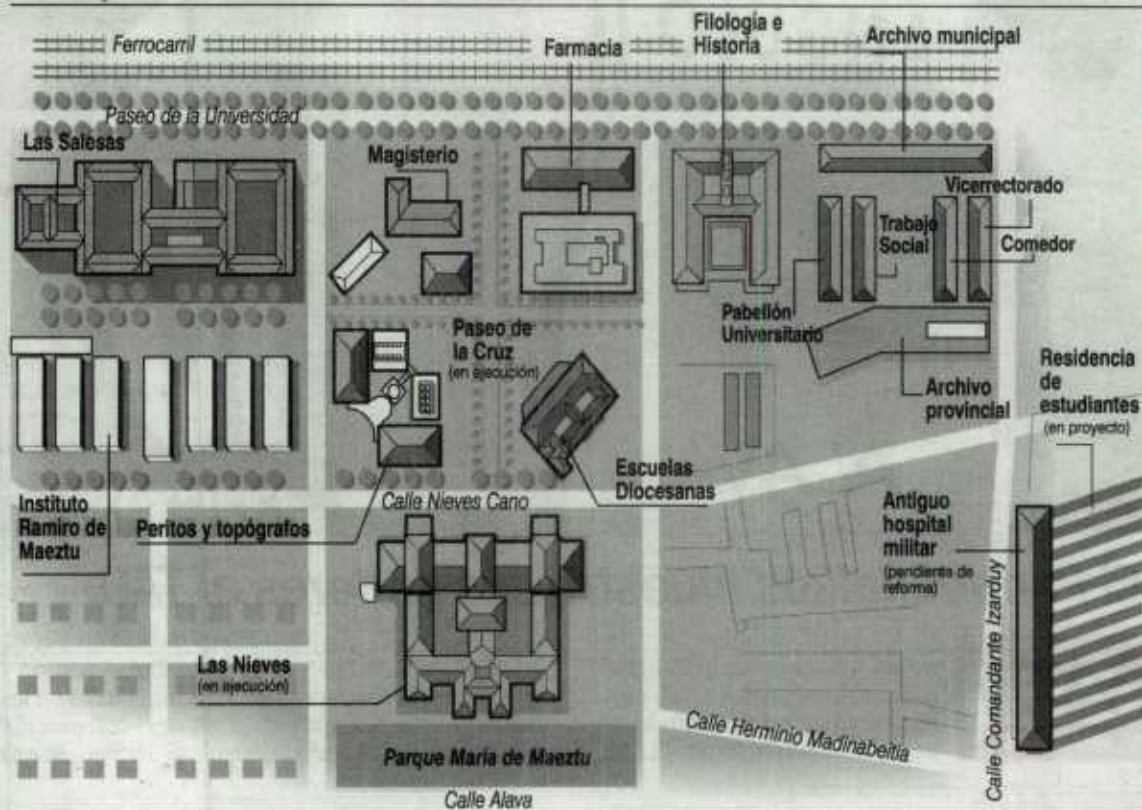 Ferrocarril
Farmacia
Filología e
Historia
Archivo municipal
Paseo de la Universidad
Las Salesas
Magisterio
Vicerrectorado
Trabajo
Social
Comedor
Pabellón
Universitario
Paseo de
la Cruz
(en ejecución)
Archivo
provincial
Residencia
de
estudiantes
(en proyecto)
Escuelas
Diocesanas
Instituto
Ramiro de
Maeztu
Peritos y topógrafos
Calle Nieves Cano
Antiguo
hospital
militar
(pendiente de
reforma)
Calle Comandante Izarduy
Las Nieves
(en ejecución)
Calle Herminio Madinabeitia
Parque María de Maeztu
Calle Alava